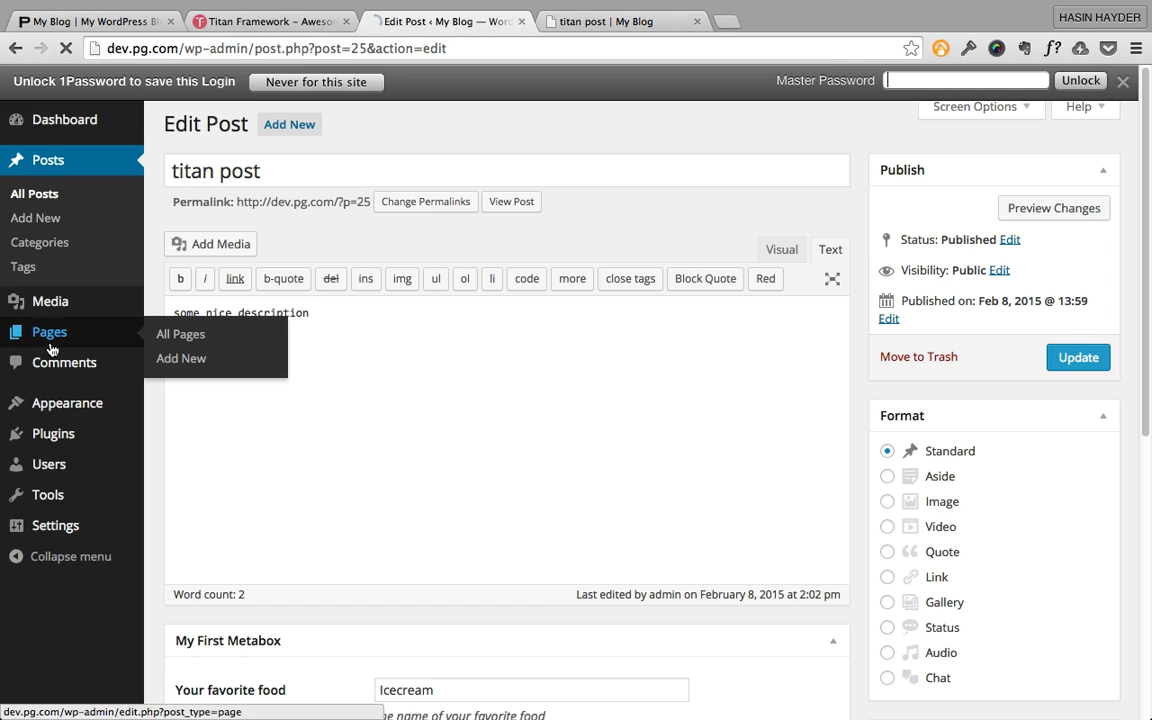 My Blog | My WordPress Bl
Titan Framework – Awesor
Edit Post ‹ My Blog — Word
titan post | My Blog
HASIN HAYDER
dev.pg.com/wp-admin/post.php?post=25&action=edit
Unlock 1Password to save this Login
Never for this site
Master Password
Unlock
Dashboard
Posts
All Posts
Add New
Categories
Tags
Media
Pages
All Pages
Add New
Comments
Appearance
Plugins
Users
Tools
Settings
Collapse menu
Screen Options
Help
Edit Post
Add New
titan post
Permalink: http://dev.pg.com/?p=25
Change Permalinks
View Post
Add Media
Visual
Text
b
i
link
b-quote
del
ins
img
ul
ol
li
code
more
close tags
Block Quote
Red
some nice description
Word count: 2
Last edited by admin on February 8, 2015 at 2:02 pm
My First Metabox
Your favorite food
Icecream
name of your favorite food
Publish
Preview Changes
Status: Published Edit
Visibility: Public Edit
Published on: Feb 8, 2015 @ 13:59
Edit
Move to Trash
Update
Format
Standard
Aside
Image
Video
Quote
Link
Gallery
Status
Audio
Chat
dev.pg.com/wp-admin/edit.php?post_type=page